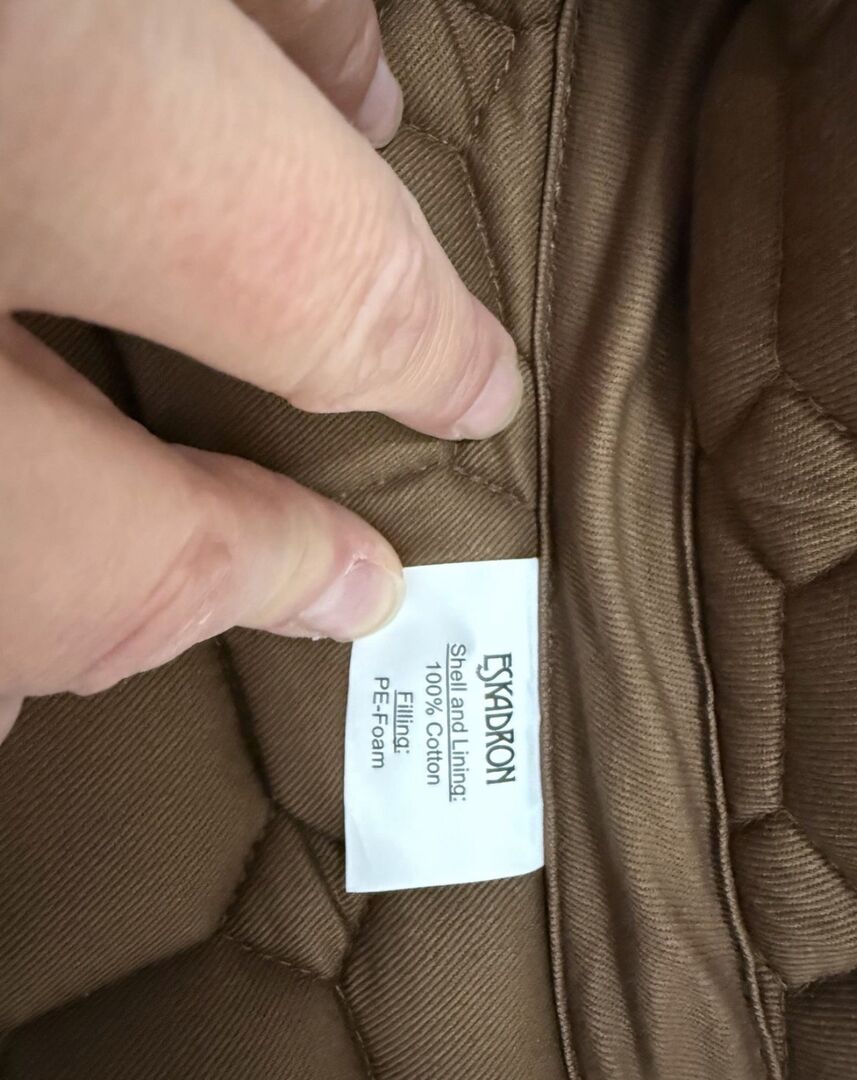 ESKADRON
Shell and Lining:
100% Cotton
Filling:
PE-Foam